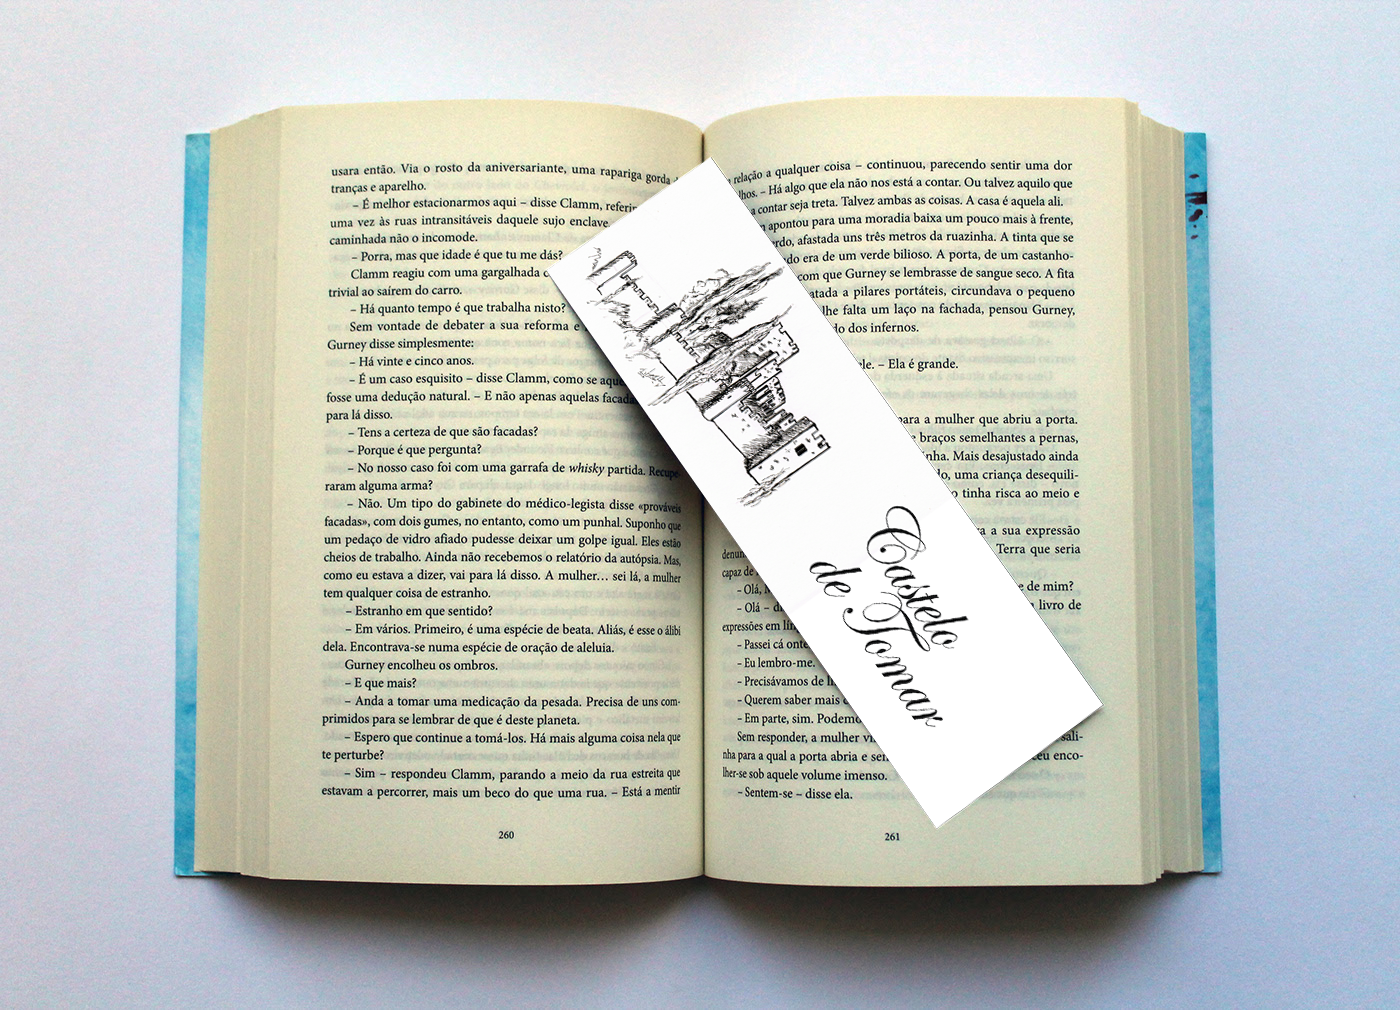 usara então. Via o rosto da aniversariante, uma rapariga gorda
tranças e aparelho.
– É melhor estacionarmos aqui – disse Clamm,
uma vez às ruas intransitáveis daquele sujo enclave
caminhada não o incomode.
– Porra, mas que idade é que tu me dás?
Clamm reagiu com uma gargalhada
trivial ao saírem do carro.
– Há quanto tempo é que trabalha nisto?
Sem vontade de debater a sua reforma e
Gurney disse simplesmente:
– Há vinte e cinco anos.
– É um caso esquisito – disse Clamm, como se
fosse uma dedução natural. – E não apenas aquelas
para lá disso.
– Tens a certeza de que são facadas?
– Porque é que pergunta?
– No nosso caso foi com uma garrafa de whisky partida. Recupe-
raram alguma arma?
– Não. Um tipo do gabinete do médico-legista disse «prováveis
facadas», com dois gumes, no entanto, como um punhal. Suponho que
um pedaço de vidro afiado pudesse deixar um golpe igual. Eles estão
cheios de trabalho. Ainda não recebemos o relatório da autópsia. Mas,
como eu estava a dizer, vai para lá disso. A mulher… sei lá, a mulher
tem qualquer coisa de estranho.
– Estranho em que sentido?
– Em vários. Primeiro, é uma espécie de beata. Aliás, é esse o álibi
dela. Encontrava-se numa espécie de oração de aleluia.
Gurney encolheu os ombros.
– E que mais?
– Anda a tomar uma medicação da pesada. Precisa de uns com-
primidos para se lembrar de que é deste planeta.
– Espero que continue a tomá-los. Há mais alguma coisa nela que
te perturbe?
– Sim – respondeu Clamm, parando a meio da rua estreita que
estavam a percorrer, mais um beco do que uma rua. – Está a mentir
260
relação a qualquer coisa – continuou, parecendo sentir uma dor
– Há algo que ela não nos está a contar. Ou talvez aquilo que
a contar seja treta. Talvez ambas as coisas. A casa é aquela ali.
apontou para uma moradia baixa um pouco mais à frente,
afastada uns três metros da ruazinha. A tinta que se
era de um verde bilioso. A porta, de um castanho-
com que Gurney se lembrasse de sangue seco. A fita
a pilares portáteis, circundava o pequeno
falta um laço na fachada, pensou Gurney,
dos infernos.
– Ela é grande.
a mulher que abriu a porta.
braços semelhantes a pernas,
Mais desajustado ainda
uma criança desequili-
tinha risca ao meio e
a sua expressão
Terra que seria
capaz de
– Olá,
de mim?
– Olá –
livro de
expressões em
– Passei cá
– Eu lembro-me.
– Precisávamos de
– Querem saber mais
– Em parte, sim.
Sem responder, a mulher sali-
nha para a qual a porta abria e enco-
lher-se sob aquele volume imenso.
– Sentem-se – disse ela.
261
Castelo
de Tomar